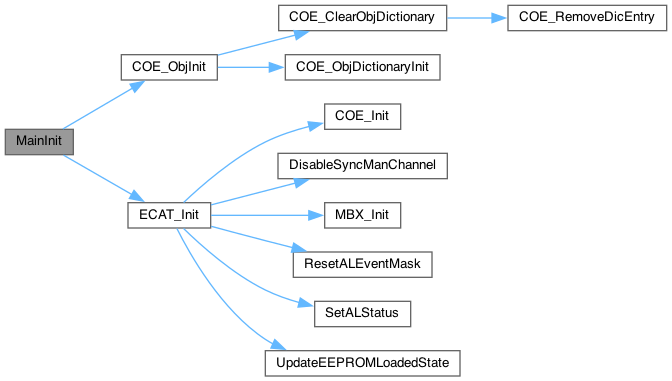 COE_ClearObjDictionary
COE_RemoveDicEntry
COE_ObjInit
COE_ObjDictionaryInit
MainInit
COE_Init
DisableSyncManChannel
ECAT_Init
MBX_Init
ResetALEventMask
SetALStatus
UpdateEEPROMLoadedState